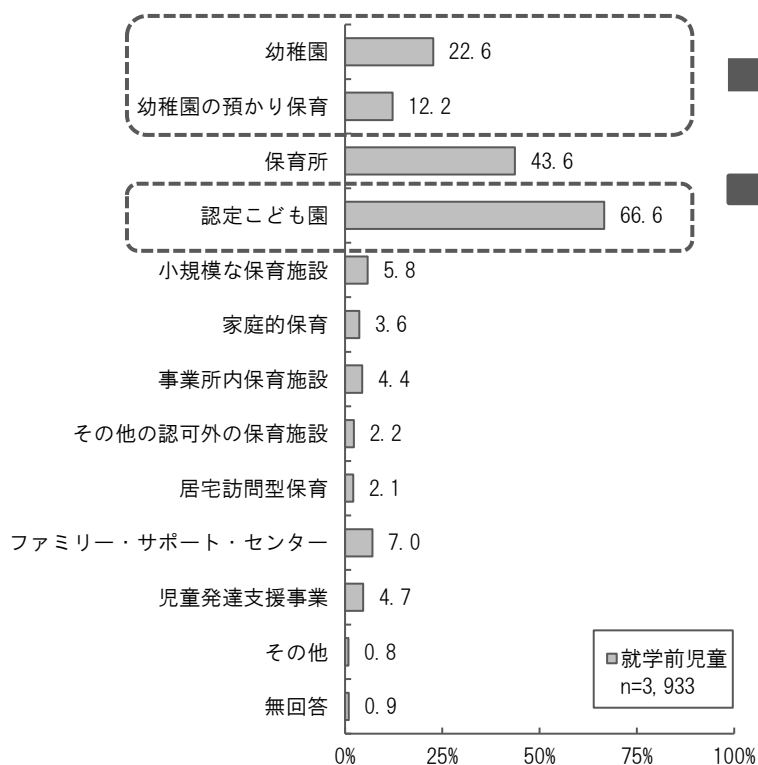 幼稚園 22.6
幼稚園の預かり保育 12.2
保育所 43.6
認定こども園 66.6
小規模な保育施設 5.8
家庭的保育 3.6
事業所内保育施設 4.4
その他の認可外の保育施設 2.2
居宅訪問型保育 2.1
ファミリー・サポート・センター 7.0
児童発達支援事業 4.7
その他 0.8
無回答 0.9
就学前児童
n=3,933
0% 25% 50% 75% 100%